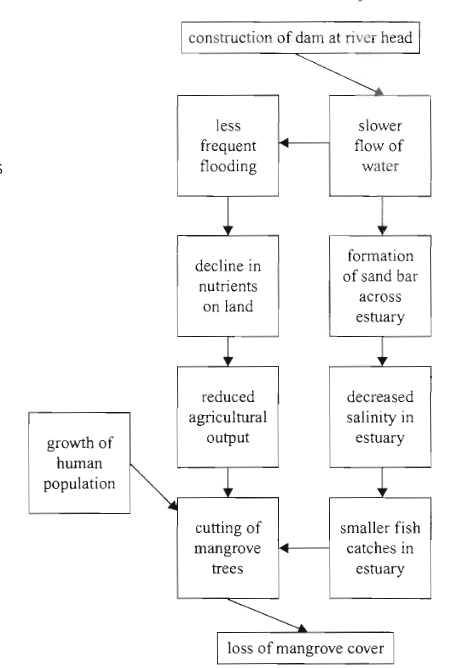 construction of dam at river head
less
frequent
flooding
slower
flow of
water
decline in
nutrients
on land
formation
of sand bar
across
estuary
reduced
agricultural
output
decreased
salinity in
estuary
growth of
human
population
cutting of
mangrove
trees
smaller fish
catches in
estuary
loss of mangrove cover